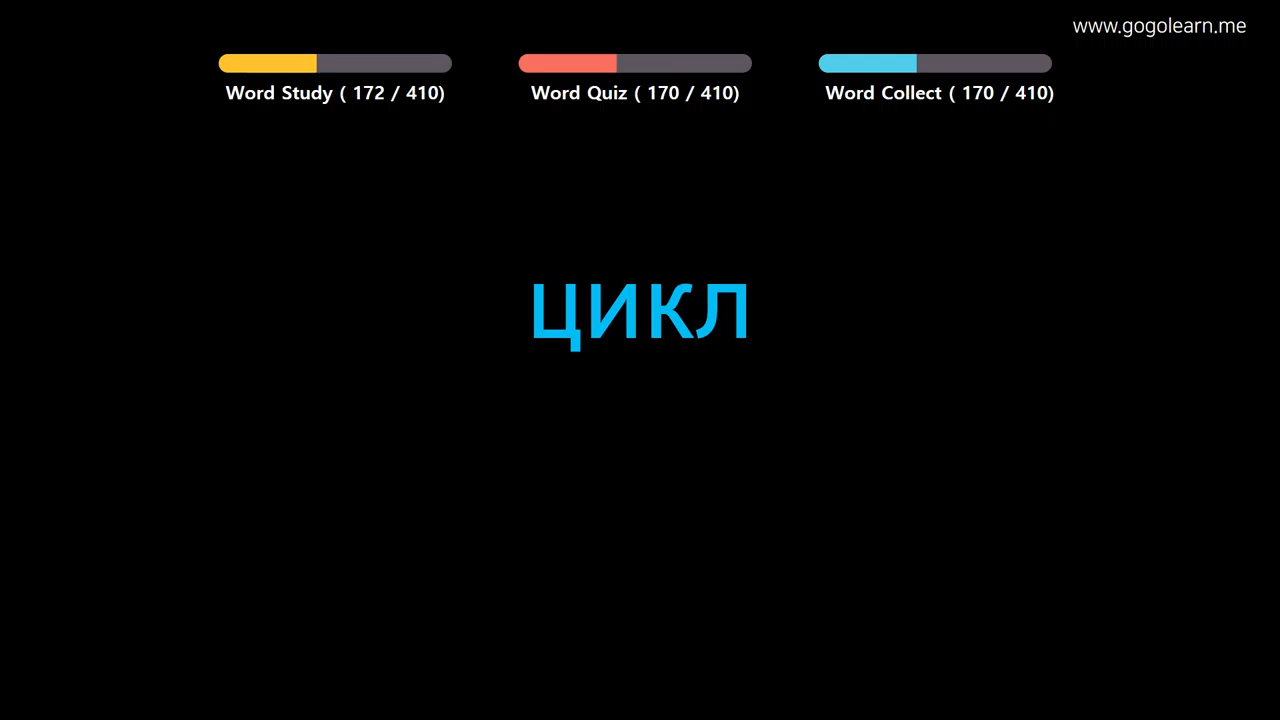 www.gogolearn.me
Word Study ( 172 / 410)
Word Quiz ( 170 / 410)
Word Collect ( 170 / 410)
цикл